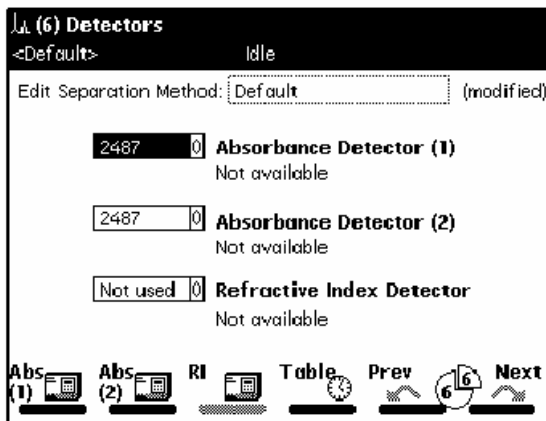 (6) Detectors
<Default> Idle
Edit Separation Method: Default (modified)
2487 0 Absorbance Detector (1)
Not available
2487 0 Absorbance Detector (2)
Not available
Not used 0 Refractive Index Detector
Not available
Abs (1) Abs (2) RI Table Prev 6 6 Next